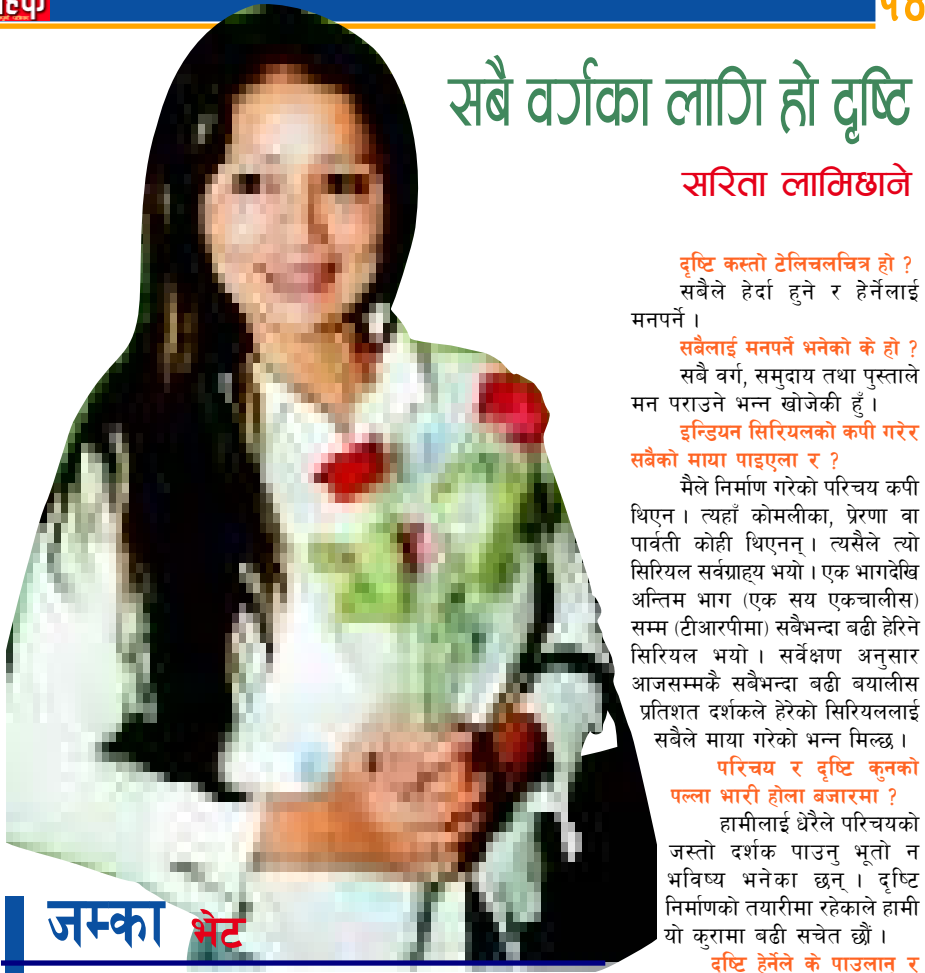 १०
सबै वर्गका लागि हो दृष्टि
सरिता लामिछाने
दृष्टि कस्तो टेलिचलचित्र हो ?
सबैले हेर्दा हुने र हेर्नेलाई
मनपर्ने ।
सबैलाई मनपर्ने भनेको के हो ?
सबै वर्ग, समुदाय तथा पुस्ताले
मन पराउने भन्न खोजेकी हुँ ।
इन्डियन सिरियलको कपी गरेर
सबैको माया पाइएला र ?
मैले निर्माण गरेको परिचय कपी
थिएन । त्यहाँ कोमलीका, प्रेरणा वा
पार्वती कोही थिएनन् । त्यसैले त्यो
सिरियल सर्वग्राह्य भयो । एक भागदेखि
अन्तिम भाग (एक सय एकचालीस)
सम्म (टीआरपीमा) सबैभन्दा बढी हेरिने
सिरियल भयो । सर्वेक्षण अनुसार
आजसम्मकै सबैभन्दा बढी बयालीस
प्रतिशत दर्शकले हेरेको सिरियललाई
सबैले माया गरेको भन्न मिल्छ ।
परिचय र दृष्टि कुनको
पल्ला भारी होला बजारमा ?
हामीलाई धेरैले परिचयको
जस्तो दर्शक पाउनु भूतो न
भविष्य भनेका छन् । दृष्टि
निर्माणको तयारीमा रहेकाले हामी
यो कुरामा बढी सचेत छौं ।
दृष्टि हेर्नेले के पाउलान र
जम्का भेट